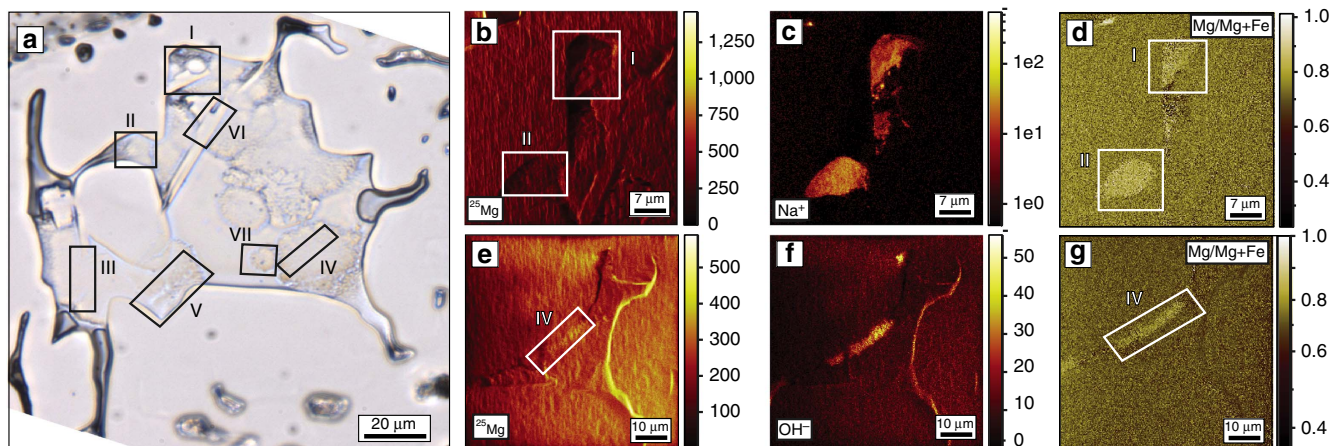 a
I
II
VI
III
VII
IV
V
20 µm
b
I
II
25Mg
7 µm
1,250
1,000
750
500
250
0
c
Na+
7 µm
1e2
1e1
1e0
d
Mg/Mg+Fe
I
II
7 µm
1.0
0.8
0.6
0.4
e
IV
25Mg
10 µm
500
400
300
200
100
0
f
OH−
10 µm
50
40
30
20
10
0
g
Mg/Mg+Fe
IV
10 µm
1.0
0.8
0.6
0.4